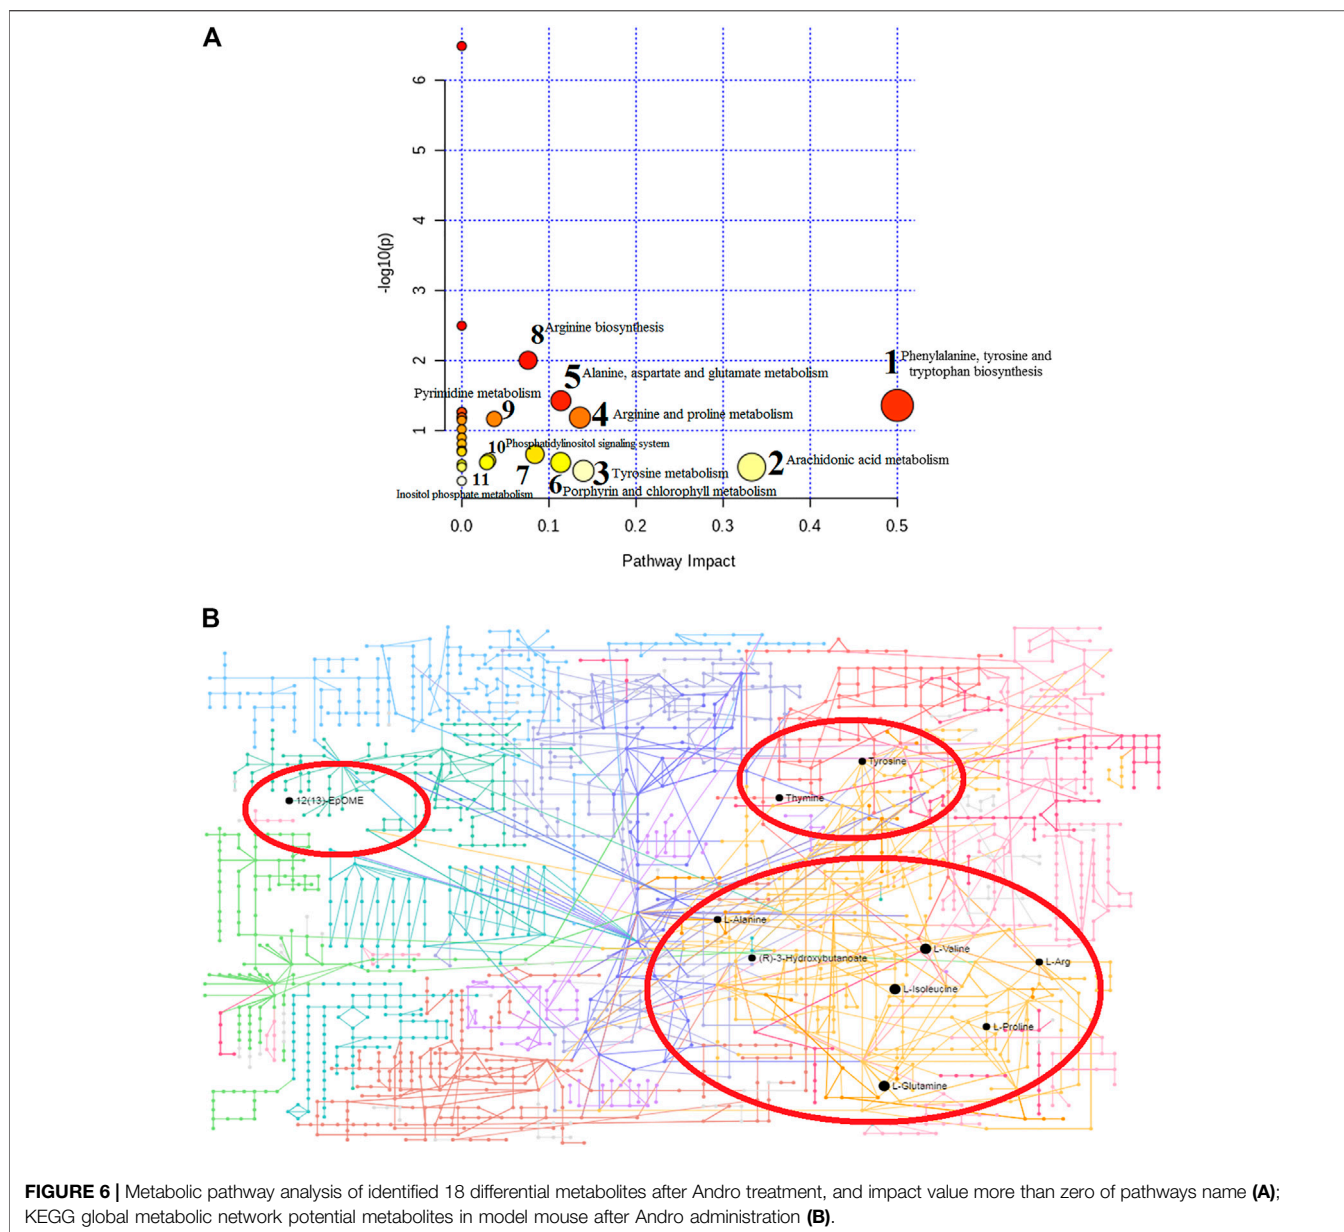 A
6
5
4
3
2
1
-log10(p)
8 Arginine biosynthesis
1 Phenylalanine, tyrosine and
tryptophan biosynthesis
5 Alanine, aspartate and glutamate metabolism
Pyrimidine metabolism
9
4 Arginine and proline metabolism
10 Phosphatidylinositol signaling system
2 Arachidonic acid metabolism
7
3 Tyrosine metabolism
11
6 Porphyrin and chlorophyll metabolism
Inositol phosphate metabolism
0.0 0.1 0.2 0.3 0.4 0.5
Pathway Impact
B
Tyrosine
12(13)-EpOME
Thymine
L-Alanine
L-Valine
(R)-3-Hydroxybutanoate
L-Arg
L-Isoleucine
L-Proline
L-Glutamine
FIGURE 6 | Metabolic pathway analysis of identified 18 differential metabolites after Andro treatment, and impact value more than zero of pathways name (A);
KEGG global metabolic network potential metabolites in model mouse after Andro administration (B).